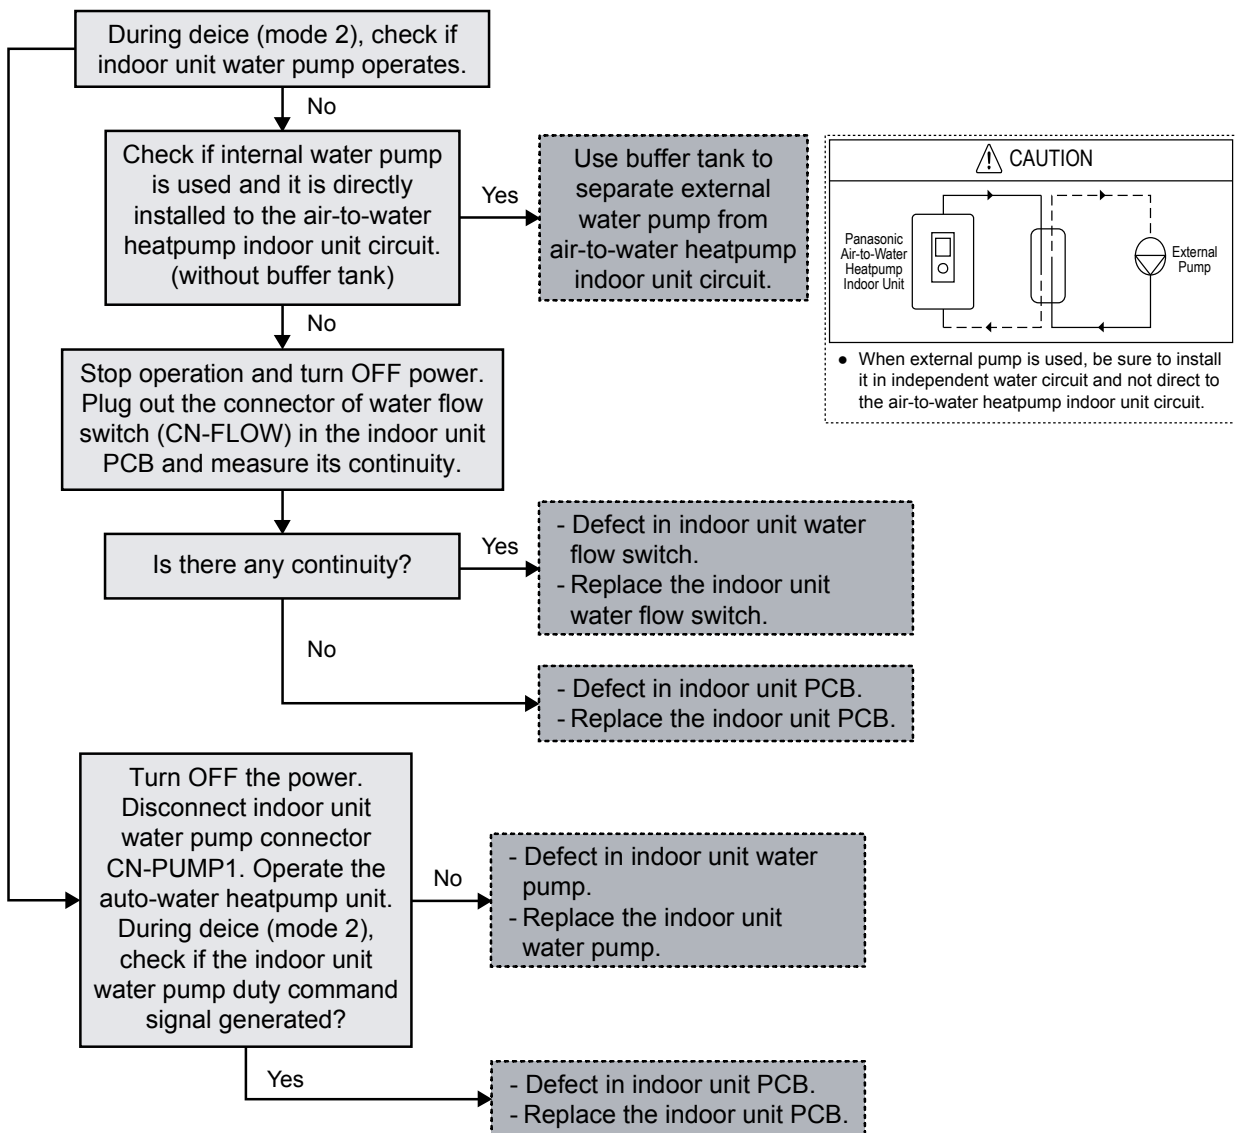 During deice (mode 2), check if
indoor unit water pump operates.
No
Check if internal water pump
is used and it is directly
installed to the air-to-water
heatpump indoor unit circuit.
(without buffer tank)
Yes
Use buffer tank to
separate external
water pump from
air-to-water heatpump
indoor unit circuit.
CAUTION
Panasonic
Air-to-Water
Heatpump
Indoor Unit
External
Pump
● When external pump is used, be sure to install
it in independent water circuit and not direct to
the air-to-water heatpump indoor unit circuit.
No
Stop operation and turn OFF power.
Plug out the connector of water flow
switch (CN-FLOW) in the indoor unit
PCB and measure its continuity.
Is there any continuity?
Yes
- Defect in indoor unit water
flow switch.
- Replace the indoor unit
water flow switch.
No
- Defect in indoor unit PCB.
- Replace the indoor unit PCB.
Turn OFF the power.
Disconnect indoor unit
water pump connector
CN-PUMP1. Operate the
auto-water heatpump unit.
During deice (mode 2),
check if the indoor unit
water pump duty command
signal generated?
No
- Defect in indoor unit water
pump.
- Replace the indoor unit
water pump.
Yes
- Defect in indoor unit PCB.
- Replace the indoor unit PCB.